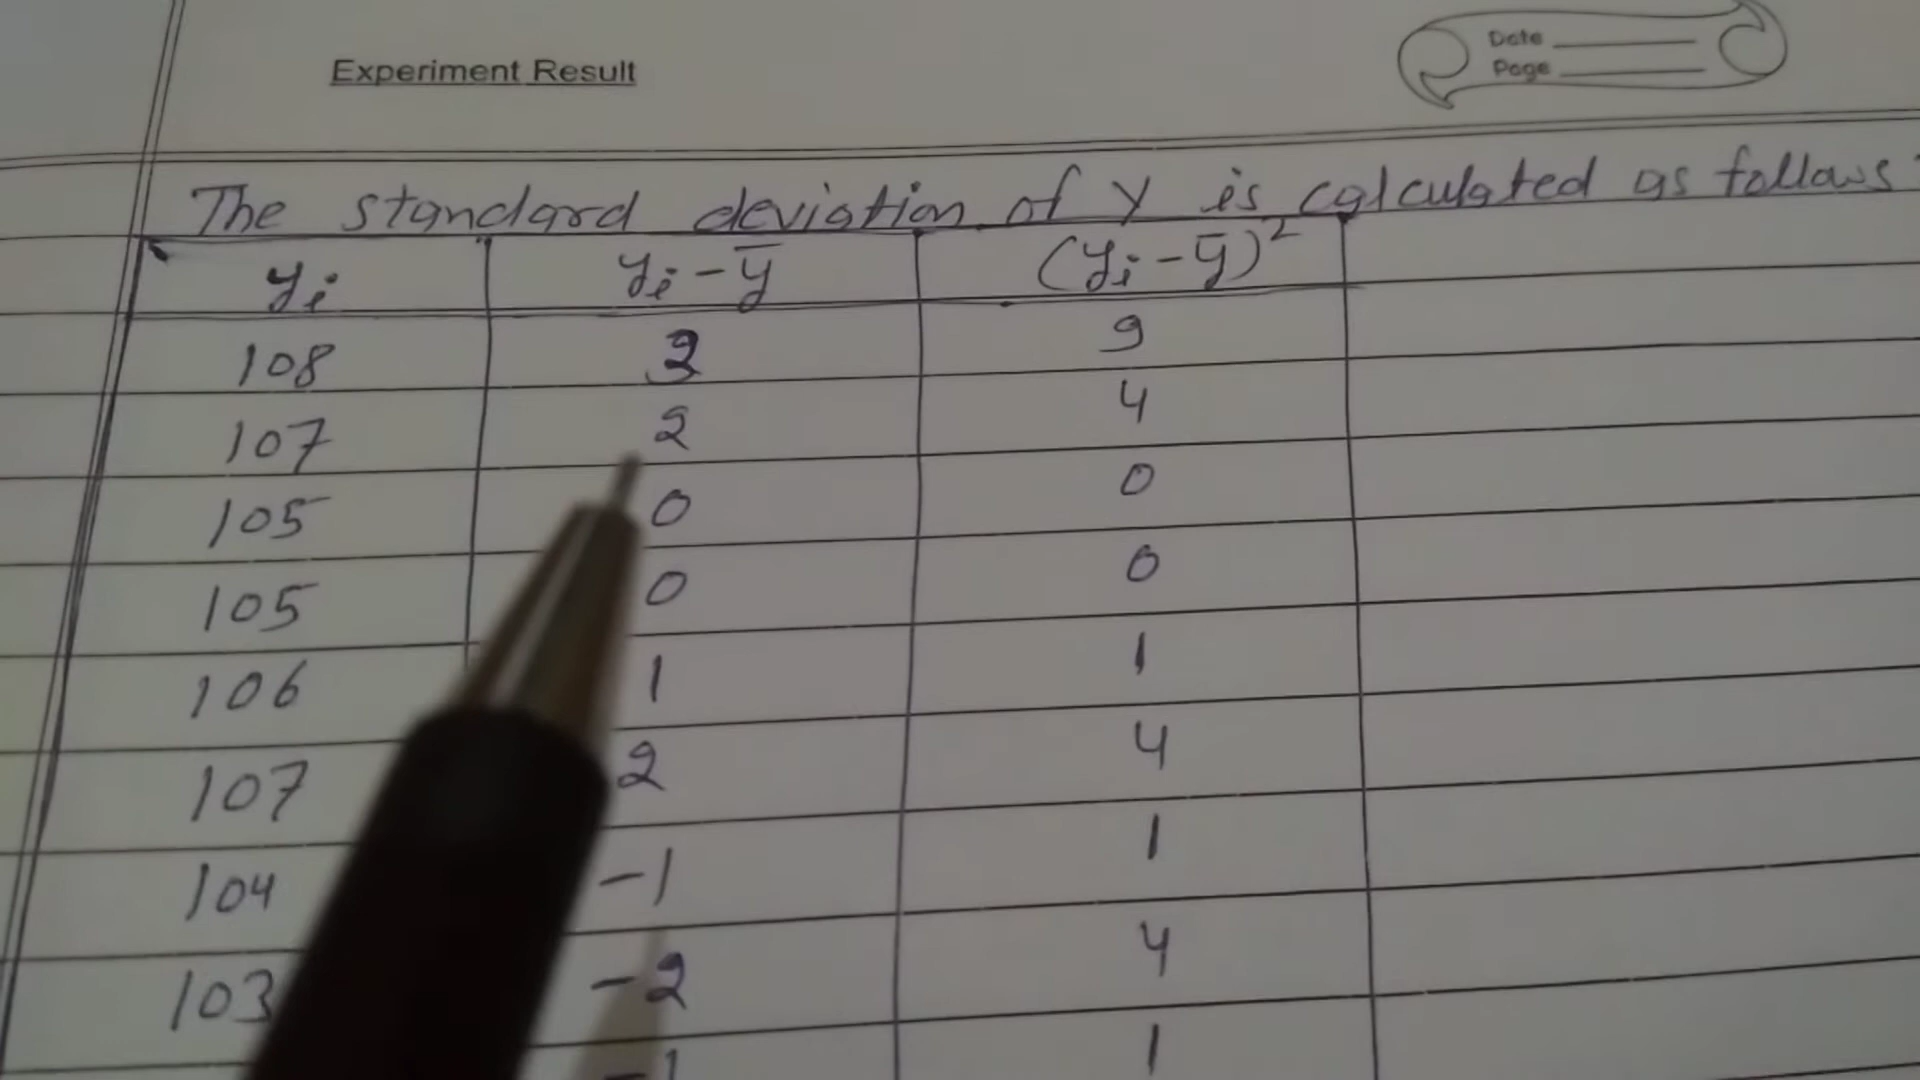 Experiment Result
Date
Page
The standard deviation of Y is calculated as follows
yi yi - ȳ (yi - ȳ)²
108 3 9
107 2 4
105 0 0
105 0 0
106 1 1
107 2 4
104 -1 1
103 -2 4
-1 1